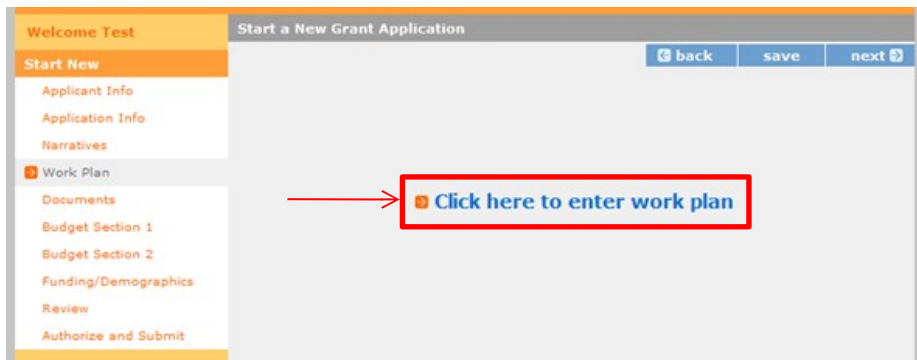 Welcome Test
Start a New Grant Application
Start New
back
save
next
Applicant Info
Application Info
Narratives
Work Plan
Documents
Budget Section 1
Budget Section 2
Funding/Demographics
Review
Authorize and Submit
Click here to enter work plan